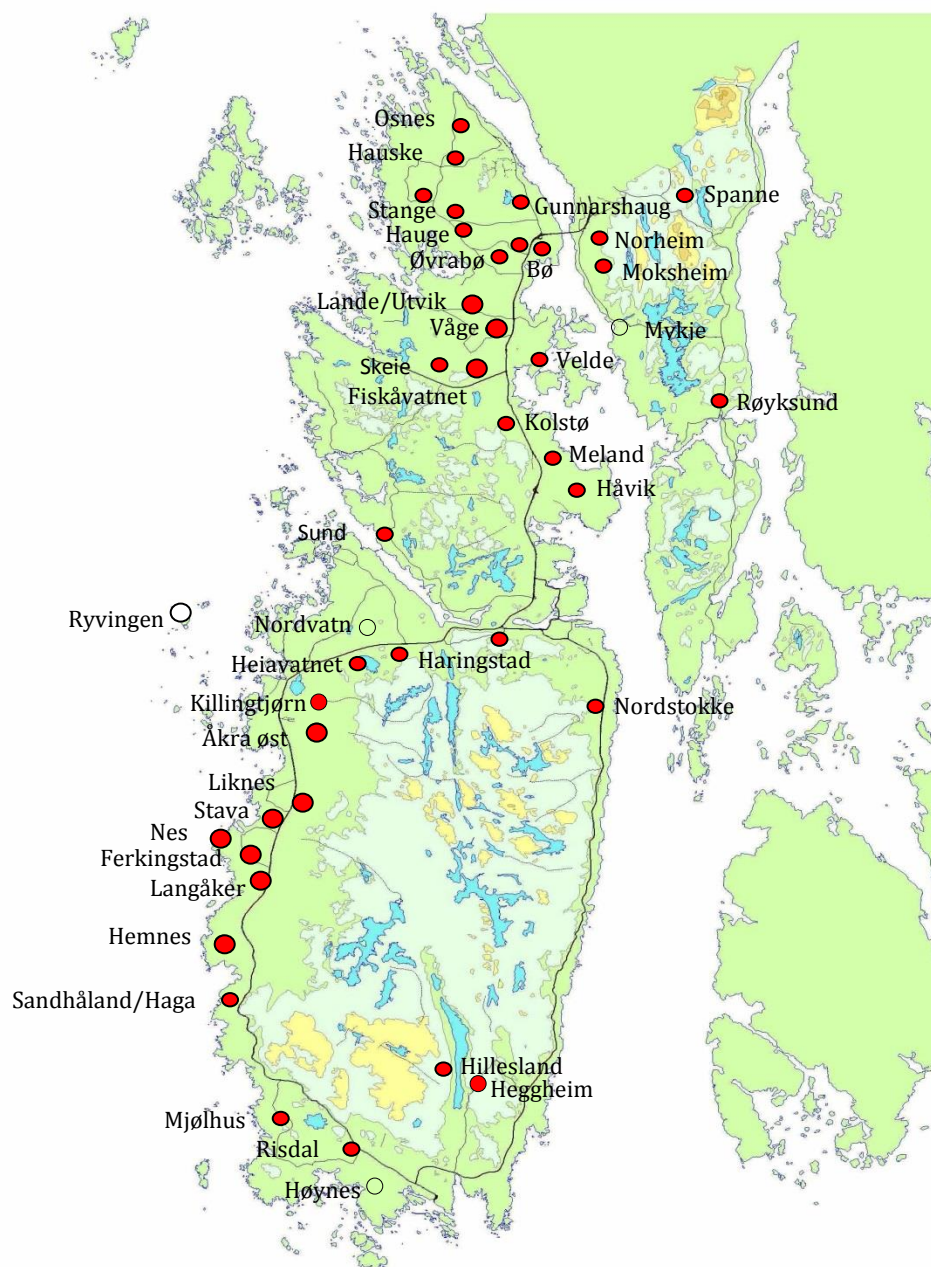 Osnes
Hauske
Spanne
Stange
Gunnarshaug
Hauge
Norheim
Øvrabø
Bø
Moksheim
Lande/Utvik
Våge
Mykje
Skeie
Velde
Fiskåvatnet
Røyksund
Kolstø
Meland
Håvik
Sund
Ryvingen
Nordvatn
Heiavatnet
Haringstad
Killingtjørn
Nordstokke
Åkra øst
Liknes
Stava
Nes
Ferkingstad
Langåker
Hemnes
Sandhåland/Haga
Hillesland
Heggheim
Mjølhus
Risdal
Høynes